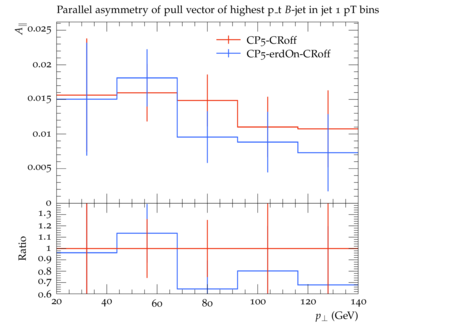 Parallel asymmetry of pull vector of highest p_t B-jet in jet 1 pT bins
A∥
0.025
0.02
0.015
0.01
0.005
0
CP5-CRoff
CP5-erdOn-CRoff
Ratio
1.3
1.2
1.1
1
0.9
0.8
0.7
0.6
20 40 60 80 100 120 140
p⊥ (GeV)